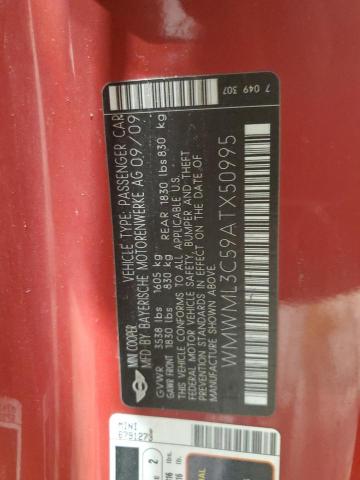 7 049 307
MINI COOPER
VEHICLE TYPE: PASSENGER CAR
MFD BY BAYERISCHE MOTORENWERKE AG 09/09
GVWR 3538 lbs 1605 kg
GAWR FRONT 1830 lbs 830 kg REAR 1830 lbs 830 kg
THIS VEHICLE CONFORMS TO ALL APPLICABLE U.S.
FEDERAL MOTOR VEHICLE SAFETY, BUMPER AND THEFT
PREVENTION STANDARDS IN EFFECT ON THE DATE OF
MANUFACTURE SHOWN ABOVE.
WMWML3C59ATX50995
MINI
6791273
2
lbs.